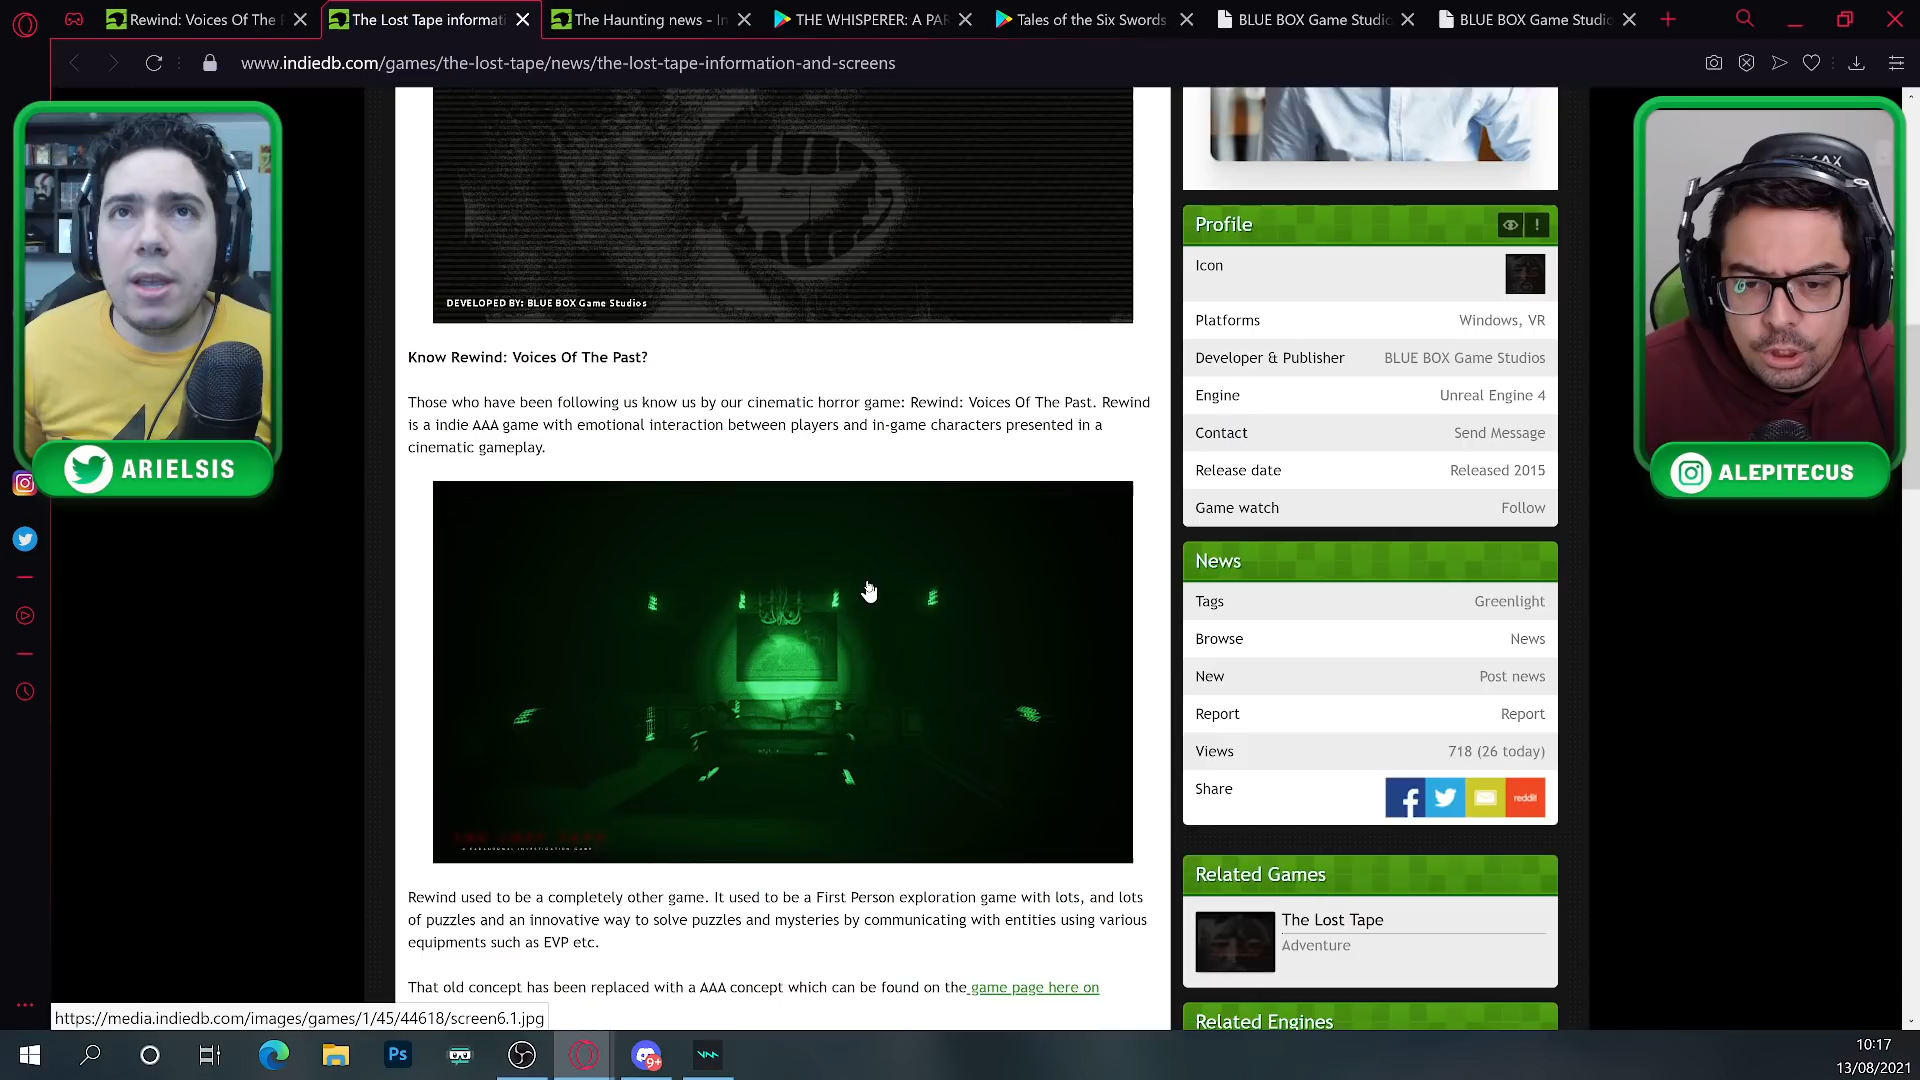 Rewind: Voices Of The P
The Lost Tape informati
The Haunting news - In
THE WHISPERER: A PAR
Tales of the Six Swords
BLUE BOX Game Studio
BLUE BOX Game Studio
www.indiedb.com/games/the-lost-tape/news/the-lost-tape-information-and-screens
DEVELOPED BY: BLUE BOX Game Studios
Know Rewind: Voices Of The Past?
Those who have been following us know us by our cinematic horror game: Rewind: Voices Of The Past. Rewind
is a indie AAA game with emotional interaction between players and in-game characters presented in a
cinematic gameplay.
A PARANORMAL INVESTIGATION GAME
Rewind used to be a completely other game. It used to be a First Person exploration game with lots, and lots
of puzzles and an innovative way to solve puzzles and mysteries by communicating with entities using various
equipments such as EVP etc.
That old concept has been replaced with a AAA concept which can be found on the game page here on
Profile
Icon
Platforms Windows, VR
Developer & Publisher BLUE BOX Game Studios
Engine Unreal Engine 4
Contact Send Message
Release date Released 2015
Game watch Follow
News
Tags Greenlight
Browse News
New Post news
Report Report
Views 718 (26 today)
Share
reddit
Related Games
The Lost Tape
Adventure
Related Engines
ARIELSIS
ALEPITECUS
https://media.indiedb.com/images/games/1/45/44618/screen6.1.jpg
Ps
9+
10:17
13/08/2021